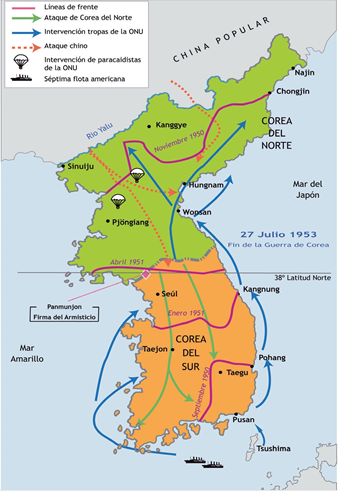 Líneas de frente
Ataque de Corea del Norte
Intervención tropas de la ONU
Ataque chino
Intervención de paracaidistas
de la ONU
Séptima flota americana
CHINA POPULAR
Najin
Chongjin
Río Yalu
Kanggye
Noviembre 1950
COREA
DEL
NORTE
Sinuiju
Hungnam
Mar del
Japón
Pjöngjang
Wonsan
27 Julio 1953
Fin de la Guerra de Corea
Abril 1951
38º Latitud Norte
Panmunjon
Firma del Armisticio
Seúl
Kangnung
Enero 1951
Mar
Amarillo
Taejon
COREA
DEL
SUR
Pohang
Taegu
Septiembre 1950
Pusan
Tsushima